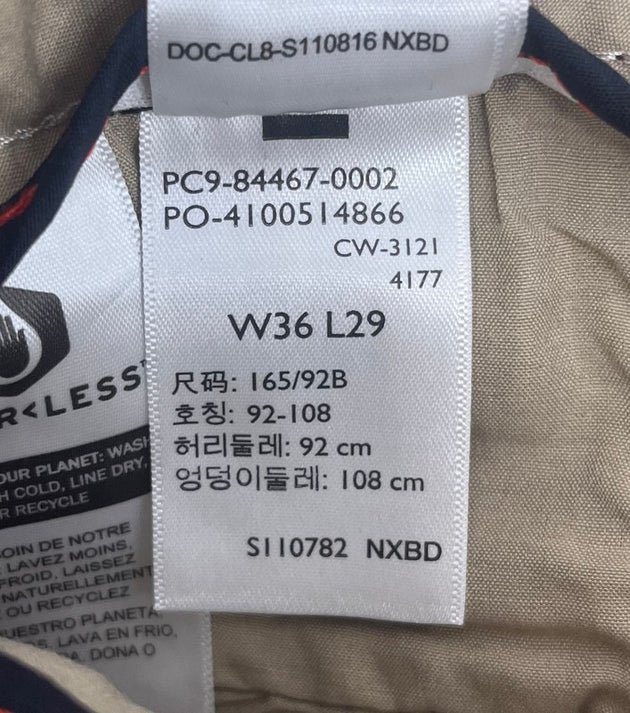 DOC-CL8-S110816 NXBD
PC9-84467-0002
PO-4100514866
CW-3121
4177
W36 L29
尺码: 165/92B
호칭: 92-108
허리둘레: 92 cm
엉덩이둘레: 108 cm
S110782 NXBD
R<LESS™
OUR PLANET: WASH
COLD, LINE DRY,
RECYCLE
DE NOTRE
LAVEZ MOINS,
FROID, LAISSEZ
NATURELLEMENT
OU RECYCLEZ
NUESTRO PLANETA
LAVA EN FRIO,
DONA O